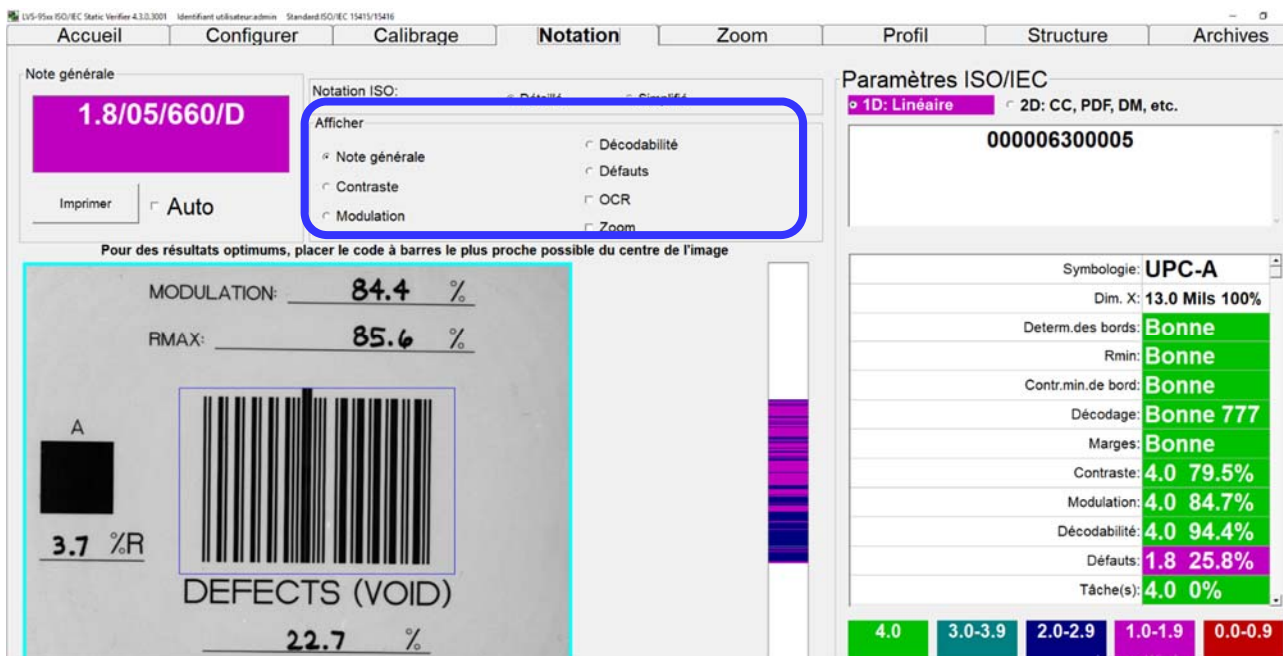 LVS-95xx ISO/IEC Static Verifier 4.3.0.3001 Identifiant utilisateur:admin Standard:ISO/IEC 15415/15416
Accueil Configurer Calibrage Notation Zoom Profil Structure Archives
Note générale
1.8/05/660/D
Imprimer
Auto
Notation ISO:
Détaillé Simplifié
Afficher
Note générale
Contraste
Modulation
Décodabilité
Défauts
OCR
Zoom
Pour des résultats optimums, placer le code à barres le plus proche possible du centre de l'image
MODULATION: 84.4 %
RMAX: 85.6 %
A
3.7 %R
DEFECTS (VOID)
22.7 %
Paramètres ISO/IEC
1D: Linéaire 2D: CC, PDF, DM, etc.
000006300005
Symbologie: UPC-A
Dim. X: 13.0 Mils 100%
Determ.des bords: Bonne
Rmin: Bonne
Contr.min.de bord: Bonne
Décodage: Bonne 777
Marges: Bonne
Contraste: 4.0 79.5%
Modulation: 4.0 84.7%
Décodabilité: 4.0 94.4%
Défauts: 1.8 25.8%
Tâche(s): 4.0 0%
4.0 3.0-3.9 2.0-2.9 1.0-1.9 0.0-0.9